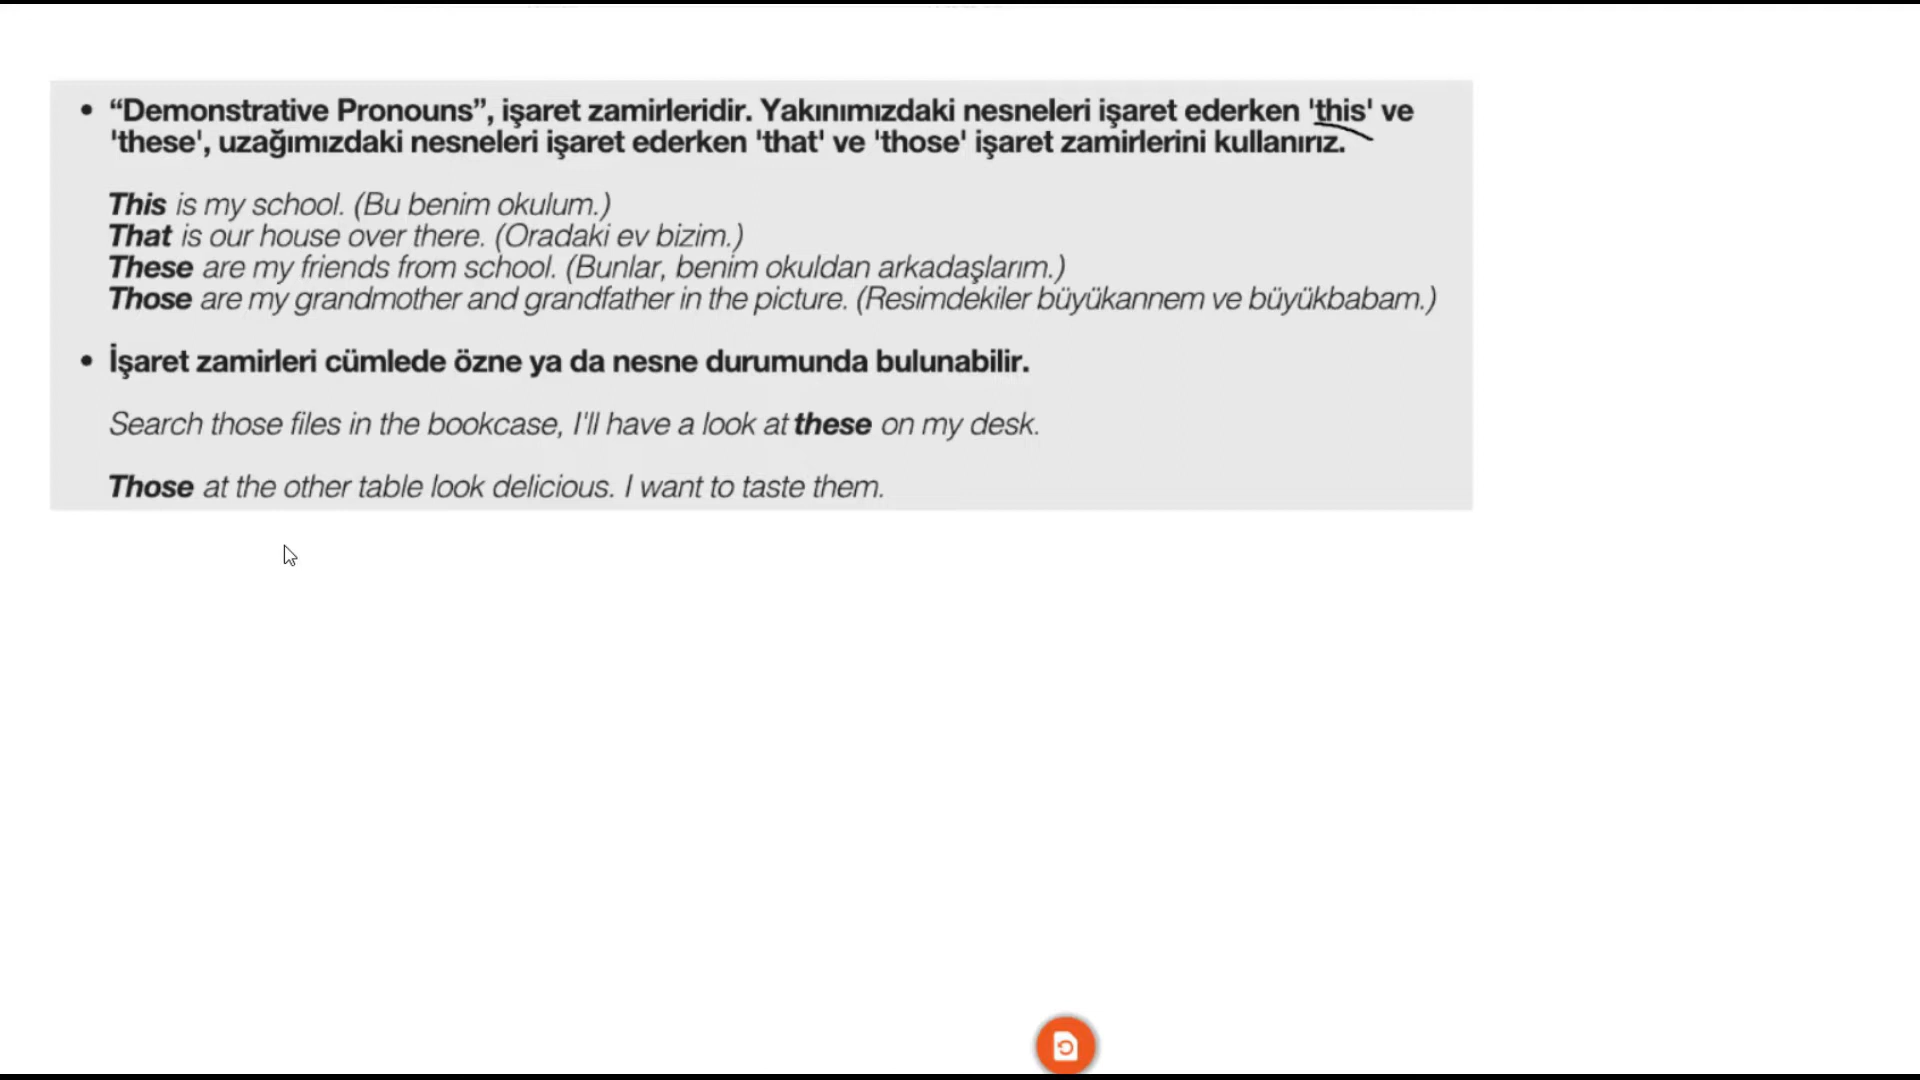 • “Demonstrative Pronouns”, işaret zamirleridir. Yakınımızdaki nesneleri işaret ederken 'this' ve
'these', uzağımızdaki nesneleri işaret ederken 'that' ve 'those' işaret zamirlerini kullanırız.
This is my school. (Bu benim okulum.)
That is our house over there. (Oradaki ev bizim.)
These are my friends from school. (Bunlar, benim okuldan arkadaşlarım.)
Those are my grandmother and grandfather in the picture. (Resimdekiler büyükannem ve büyükbabam.)
• İşaret zamirleri cümlede özne ya da nesne durumunda bulunabilir.
Search those files in the bookcase, I'll have a look at these on my desk.
Those at the other table look delicious. I want to taste them.